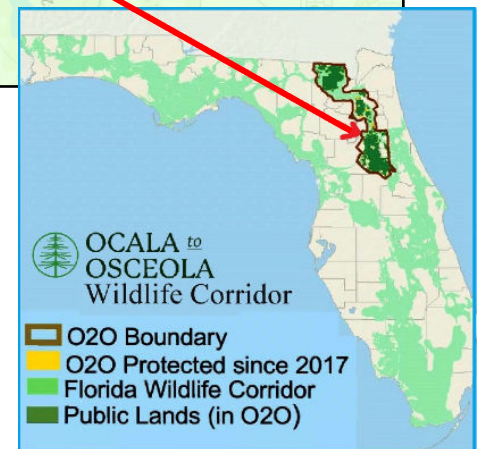 OCALA to
OSCEOLA
Wildlife Corridor
O2O Boundary
O2O Protected since 2017
Florida Wildlife Corridor
Public Lands (in O2O)